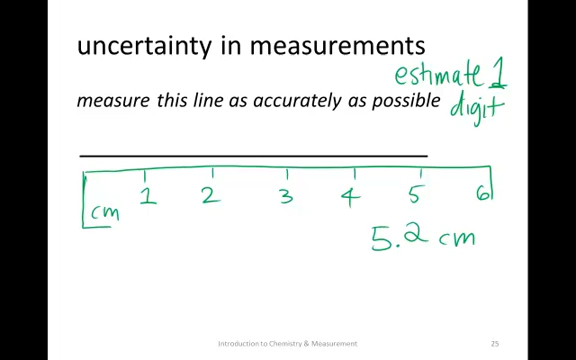 uncertainty in measurements
estimate 1
measure this line as accurately as possible
digit
cm 1 2 3 4 5 6
5.2 cm
Introduction to Chemistry & Measurement 25